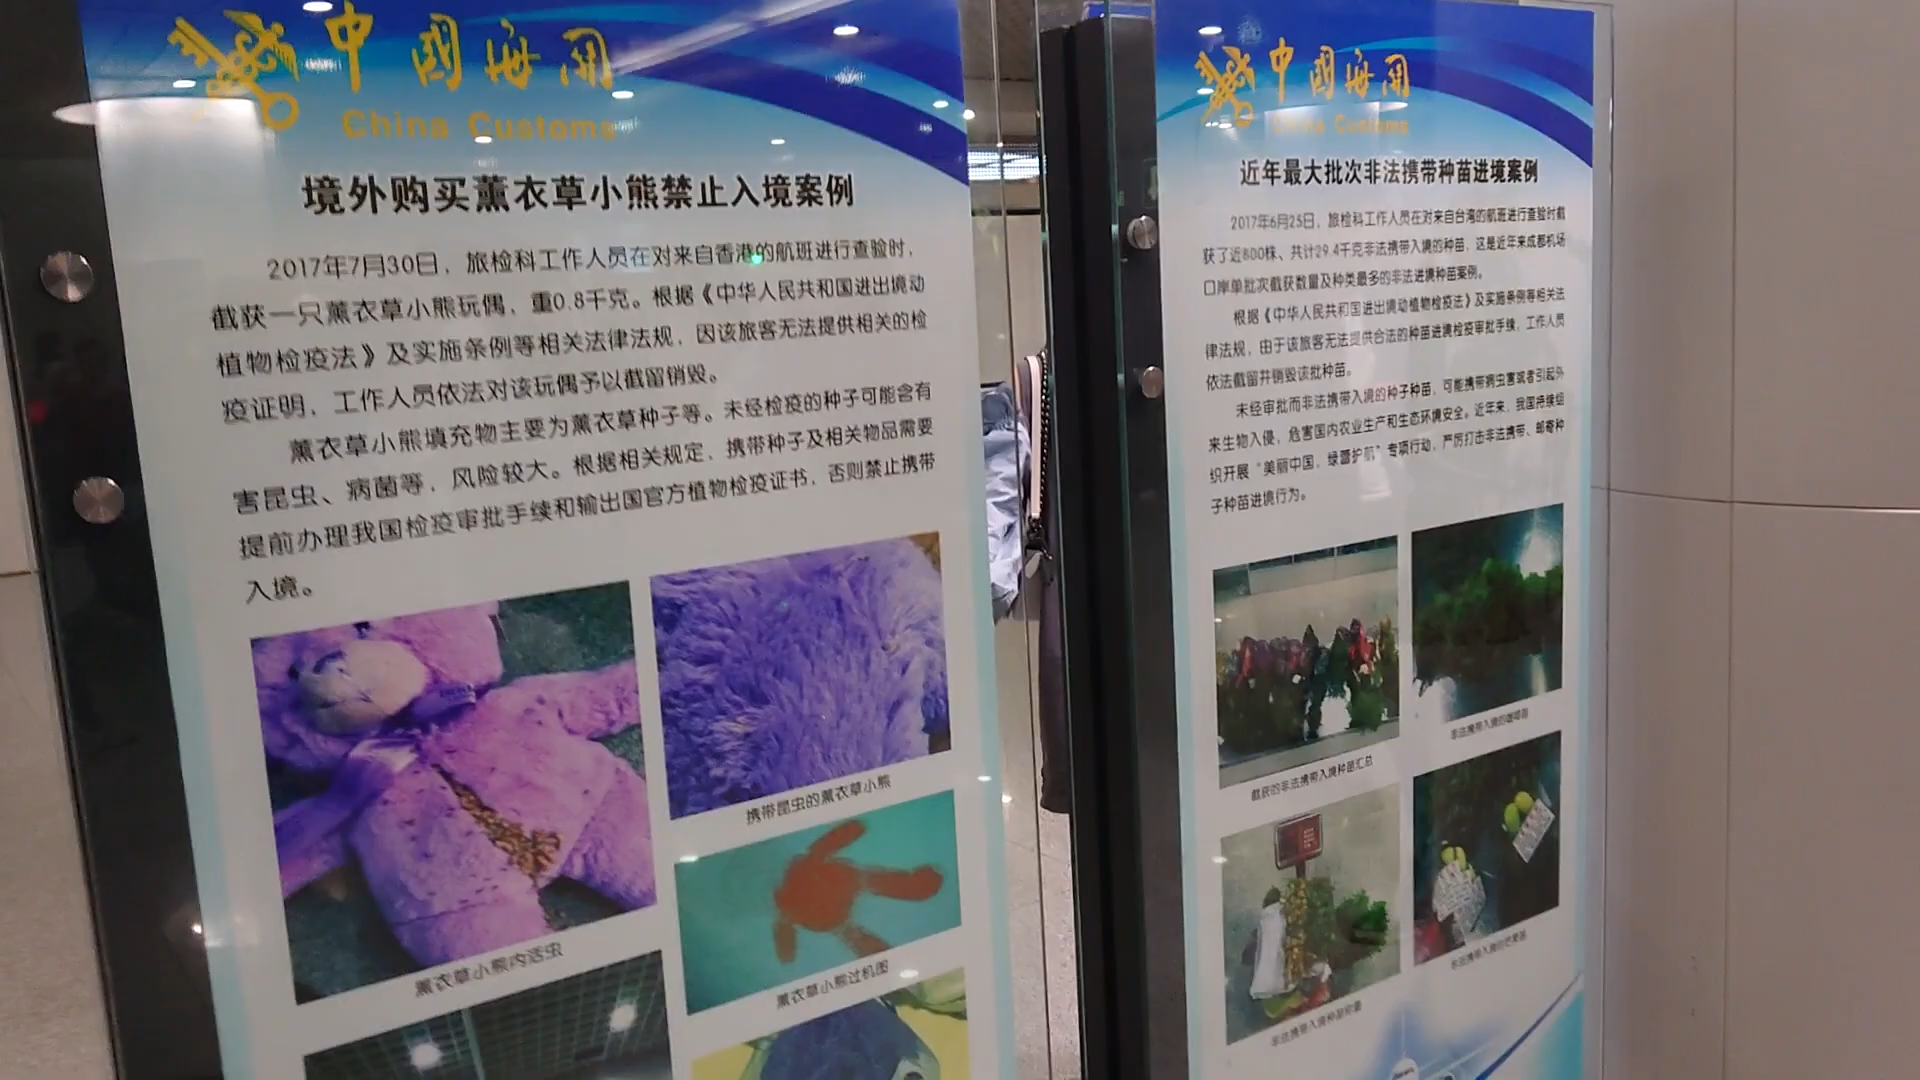 中國海关
China Customs
境外购买薰衣草小熊禁止入境案例
2017年7月30日，旅检科工作人员在对来自香港的航班进行查验时，
截获一只薰衣草小熊玩偶，重0.8千克。根据《中华人民共和国进出境动
植物检疫法》及实施条例等相关法律法规，因该旅客无法提供相关的检
疫证明，工作人员依法对该玩偶予以截留销毁。
薰衣草小熊填充物主要为薰衣草种子等。未经检疫的种子可能含有
害昆虫、病菌等，风险较大。根据相关规定，携带种子及相关物品需要
提前办理我国检疫审批手续和输出国官方植物检疫证书，否则禁止携带
入境。
携带昆虫的薰衣草小熊
薰衣草小熊内活虫
薰衣草小熊过机图
中國海关
China Customs
近年最大批次非法携带种苗进境案例
2017年6月25日，旅检科工作人员在对来自台湾的航班进行查验时截
获了近800株、共计29.4千克非法携带入境的种苗，这是近年来成都机场
口岸单批次截获数量及种类最多的非法进境种苗案例。
根据《中华人民共和国进出境动植物检疫法》及实施条例等相关法
律法规，由于该旅客无法提供合法的种苗进境检疫审批手续，工作人员
依法截留并销毁该批种苗。
未经审批而非法携带入境的种子种苗，可能携带病虫害或者引起外
来生物入侵，危害国内农业生产和生态环境安全。近年来，我国持续组
织开展“美丽中国，绿蕾护航”专项行动，严厉打击非法携带、邮寄种
子种苗进境行为。
截获的非法携带入境种苗汇总
非法携带入境的
非法携带入境种苗称重
非法携带入境的